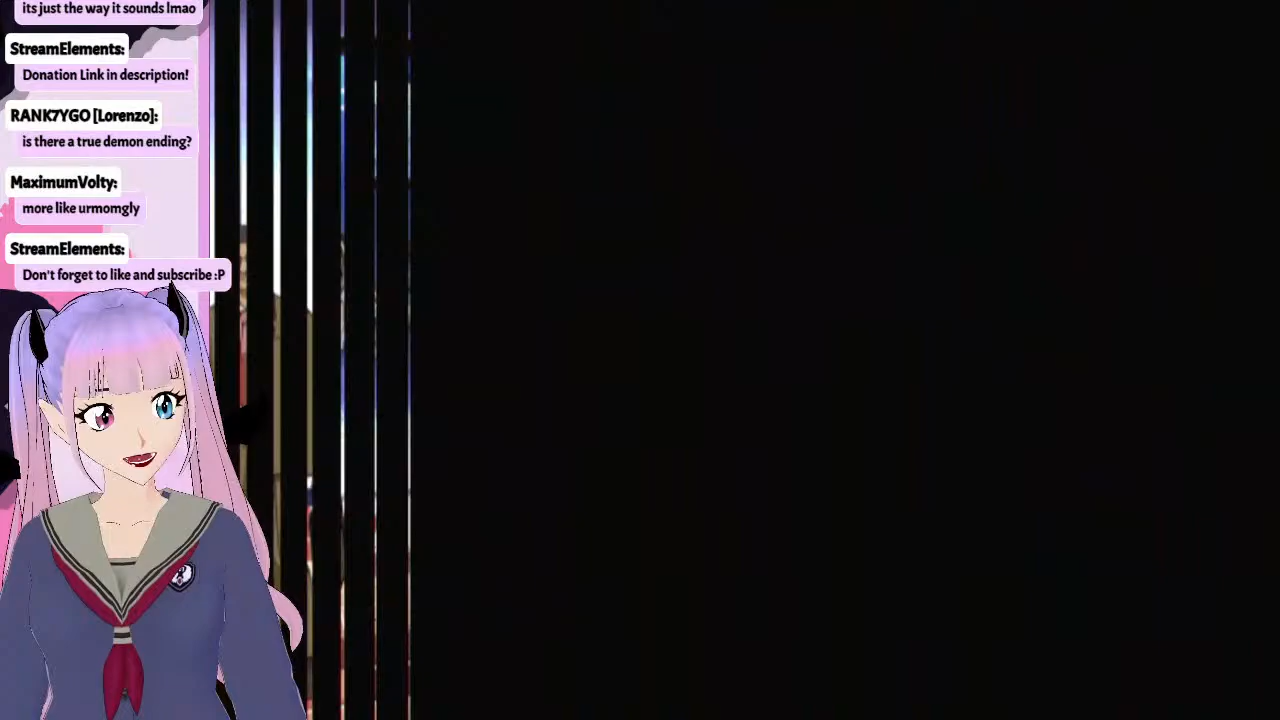 its just the way it sounds lmao
StreamElements:
Donation Link in description!
RANK7YGO [Lorenzo]:
is there a true demon ending?
MaximumVolty:
more like urmomgly
StreamElements:
Don't forget to like and subscribe :P